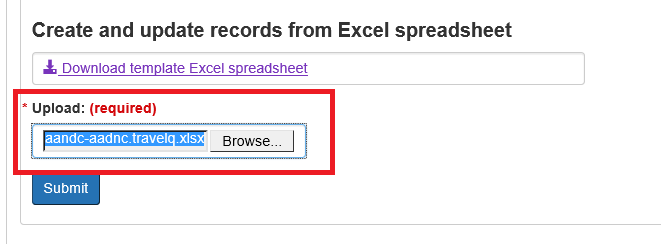 Create and update records from Excel spreadsheet
Download template Excel spreadsheet
* Upload: (required)
aandc-aadnc.travelq.xlsx Browse...
Submit